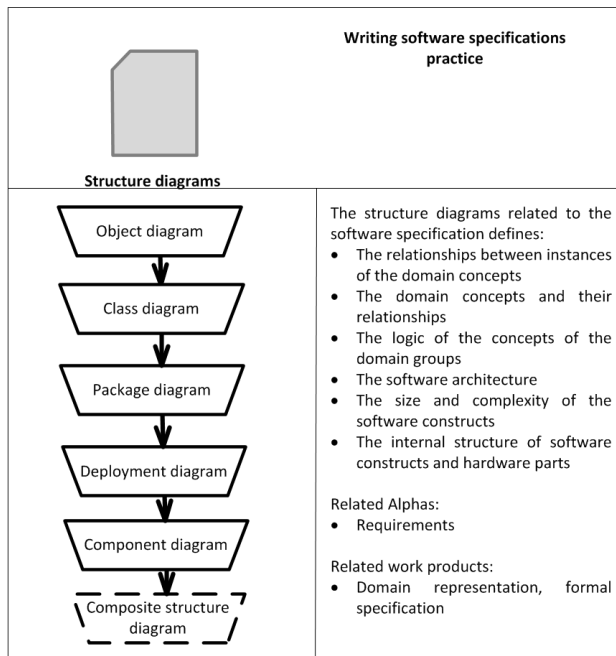 Writing software specifications
practice
Structure diagrams
Object diagram
Class diagram
Package diagram
Deployment diagram
Component diagram
Composite structure
diagram
The structure diagrams related to the
software specification defines:
• The relationships between instances
of the domain concepts
• The domain concepts and their
relationships
• The logic of the concepts of the
domain groups
• The software architecture
• The size and complexity of the
software constructs
• The internal structure of software
constructs and hardware parts
Related Alphas:
• Requirements
Related work products:
• Domain representation, formal
specification